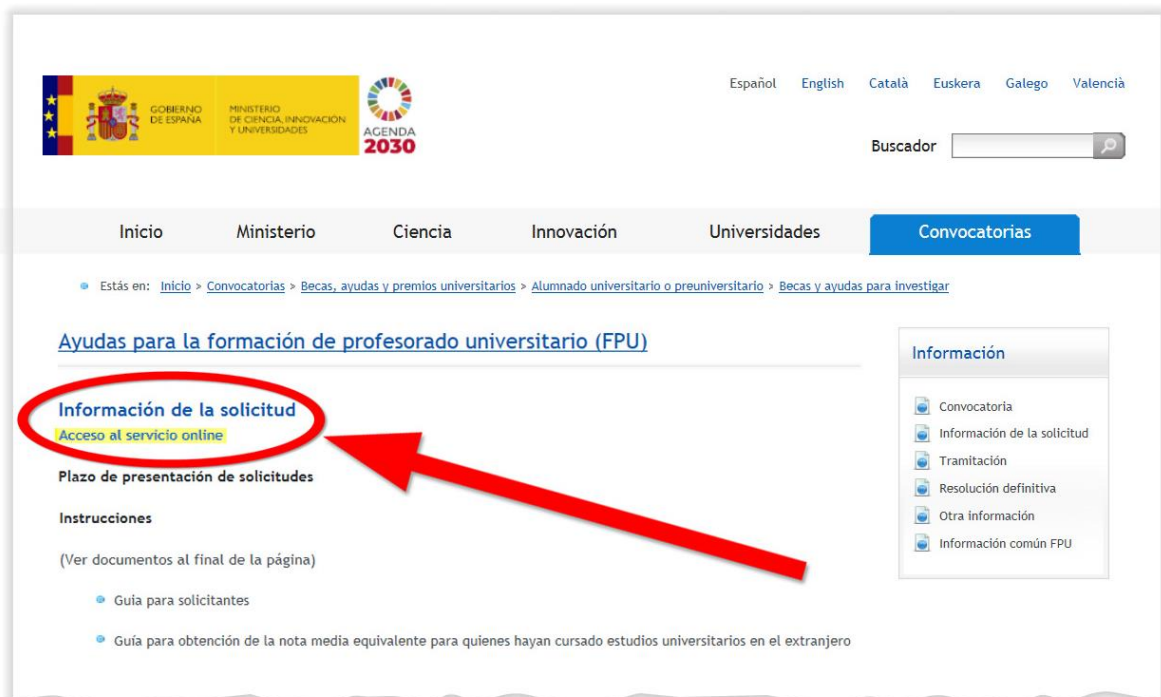 GOBIERNO
DE ESPAÑA
MINISTERIO
DE CIENCIA, INNOVACIÓN
Y UNIVERSIDADES
AGENDA
2030
Español English Català Euskera Galego Valencià
Buscador
Inicio Ministerio Ciencia Innovación Universidades Convocatorias
Estás en: Inicio > Convocatorias > Becas, ayudas y premios universitarios > Alumnado universitario o preuniversitario > Becas y ayudas para investigar
Ayudas para la formación de profesorado universitario (FPU)
Información de la solicitud
Acceso al servicio online
Plazo de presentación de solicitudes
Instrucciones
(Ver documentos al final de la página)
Guia para solicitantes
Guía para obtención de la nota media equivalente para quienes hayan cursado estudios universitarios en el extranjero
Información
Convocatoria
Información de la solicitud
Tramitación
Resolución definitiva
Otra información
Información común FPU